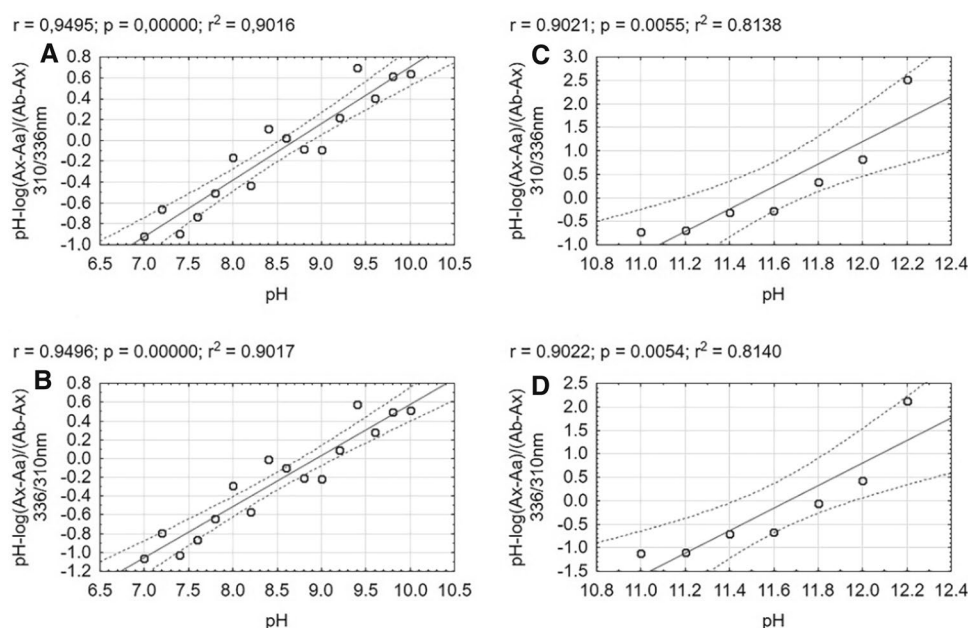 r = 0,9495; p = 0,00000; r² = 0,9016
A
pH-log(Ax-Aa)/(Ab-Ax)
310/336nm
0.8
0.6
0.4
0.2
0.0
-0.2
-0.4
-0.6
-0.8
-1.0
6.5 7.0 7.5 8.0 8.5 9.0 9.5 10.0 10.5
pH
r = 0.9021; p = 0.0055; r² = 0.8138
C
pH-log(Ax-Aa)/(Ab-Ax)
310/336nm
3.0
2.5
2.0
1.5
1.0
0.5
0.0
-0.5
-1.0
10.8 11.0 11.2 11.4 11.6 11.8 12.0 12.2 12.4
pH
r = 0.9496; p = 0.00000; r² = 0.9017
B
pH-log(Ax-Aa)/(Ab-Ax)
336/310nm
0.8
0.6
0.4
0.2
0.0
-0.2
-0.4
-0.6
-0.8
-1.0
-1.2
6.5 7.0 7.5 8.0 8.5 9.0 9.5 10.0 10.5
pH
r = 0.9022; p = 0.0054; r² = 0.8140
D
pH-log(Ax-Aa)/(Ab-Ax)
336/310nm
2.5
2.0
1.5
1.0
0.5
0.0
-0.5
-1.0
-1.5
10.8 11.0 11.2 11.4 11.6 11.8 12.0 12.2 12.4
pH